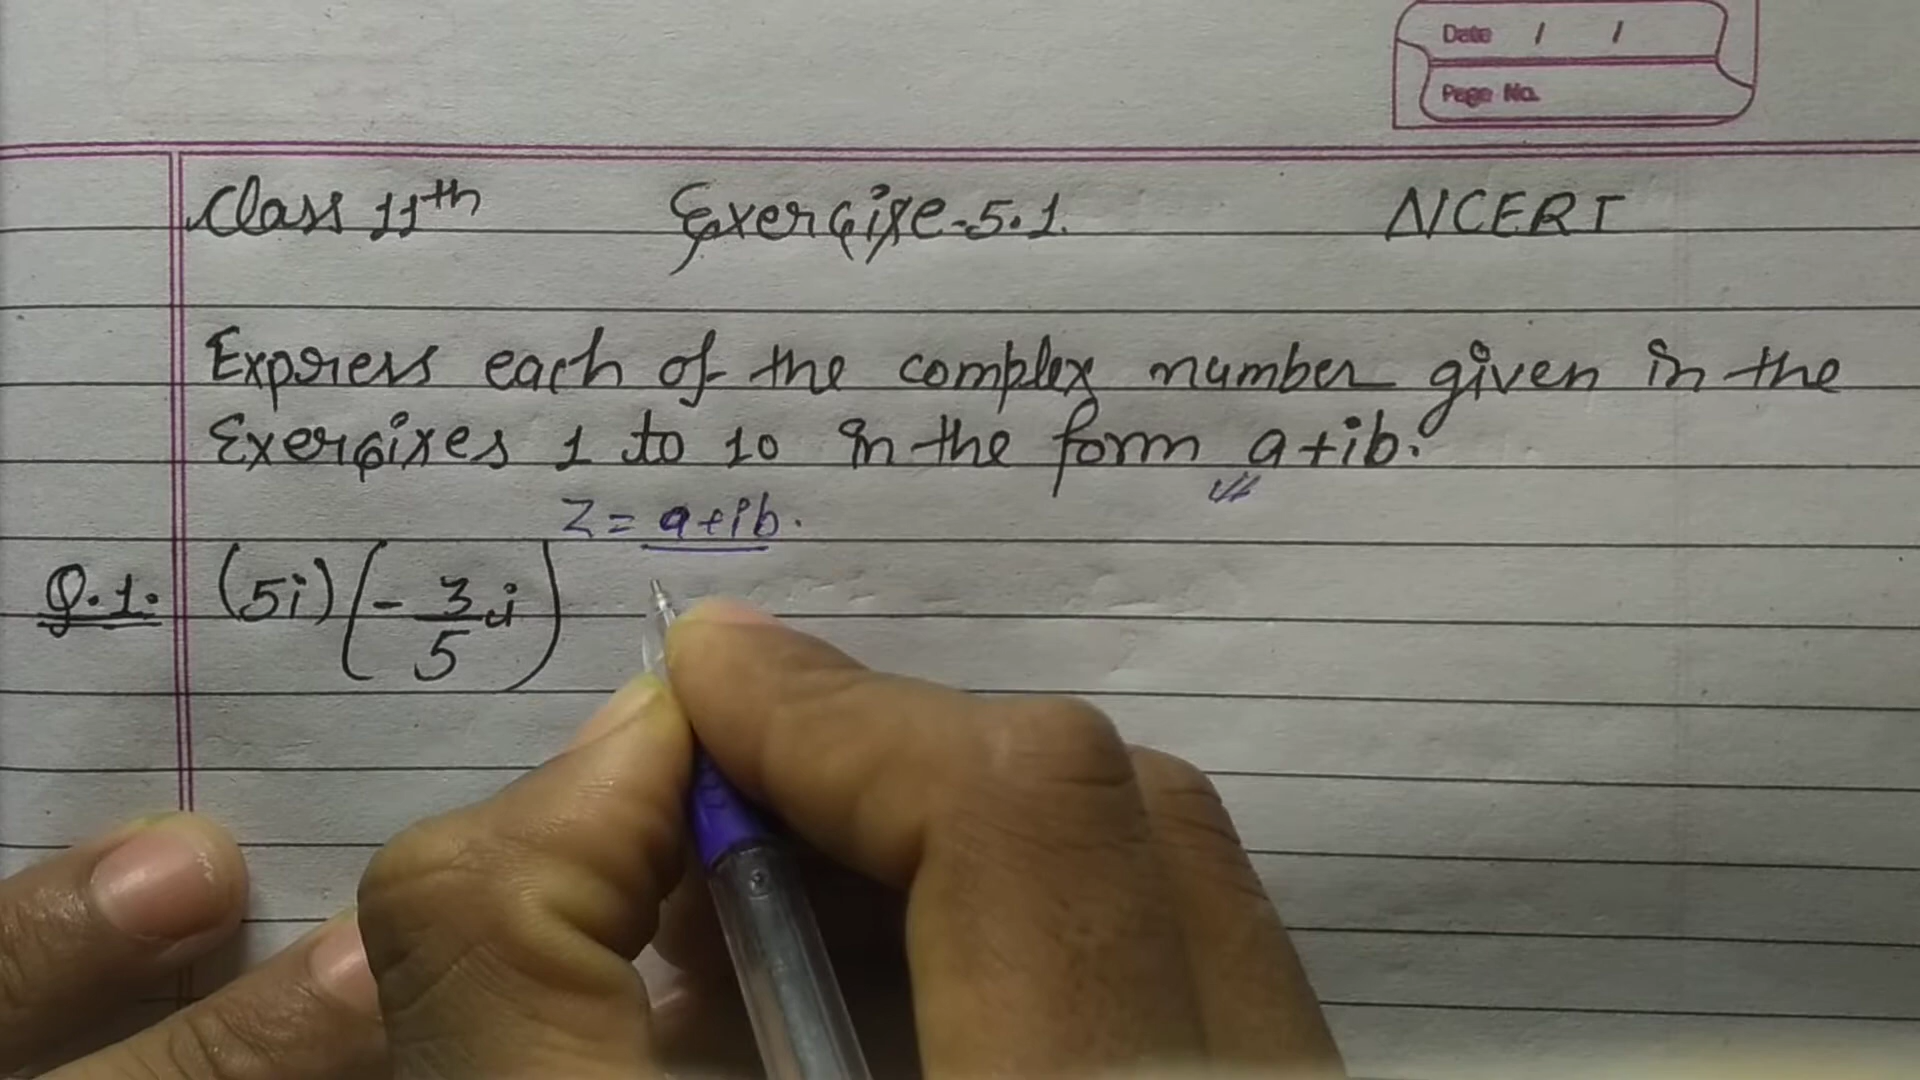 Date / /
Page No.
Class 11th Exercise-5.1. NCERT
Express each of the complex number given in the
Exercises 1 to 10 in the form a+ib.
z = a+ib.
Q.1. (5i)(-3/5 i)